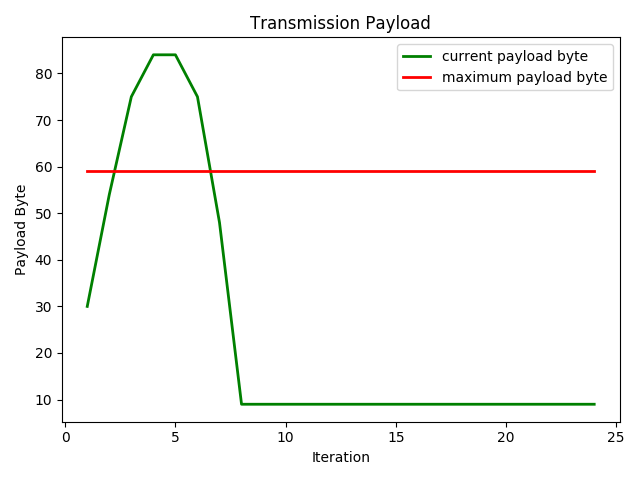 Transmission Payload
current payload byte
maximum payload byte
Payload Byte
80
70
60
50
40
30
20
10
0
5
10
15
20
25
Iteration